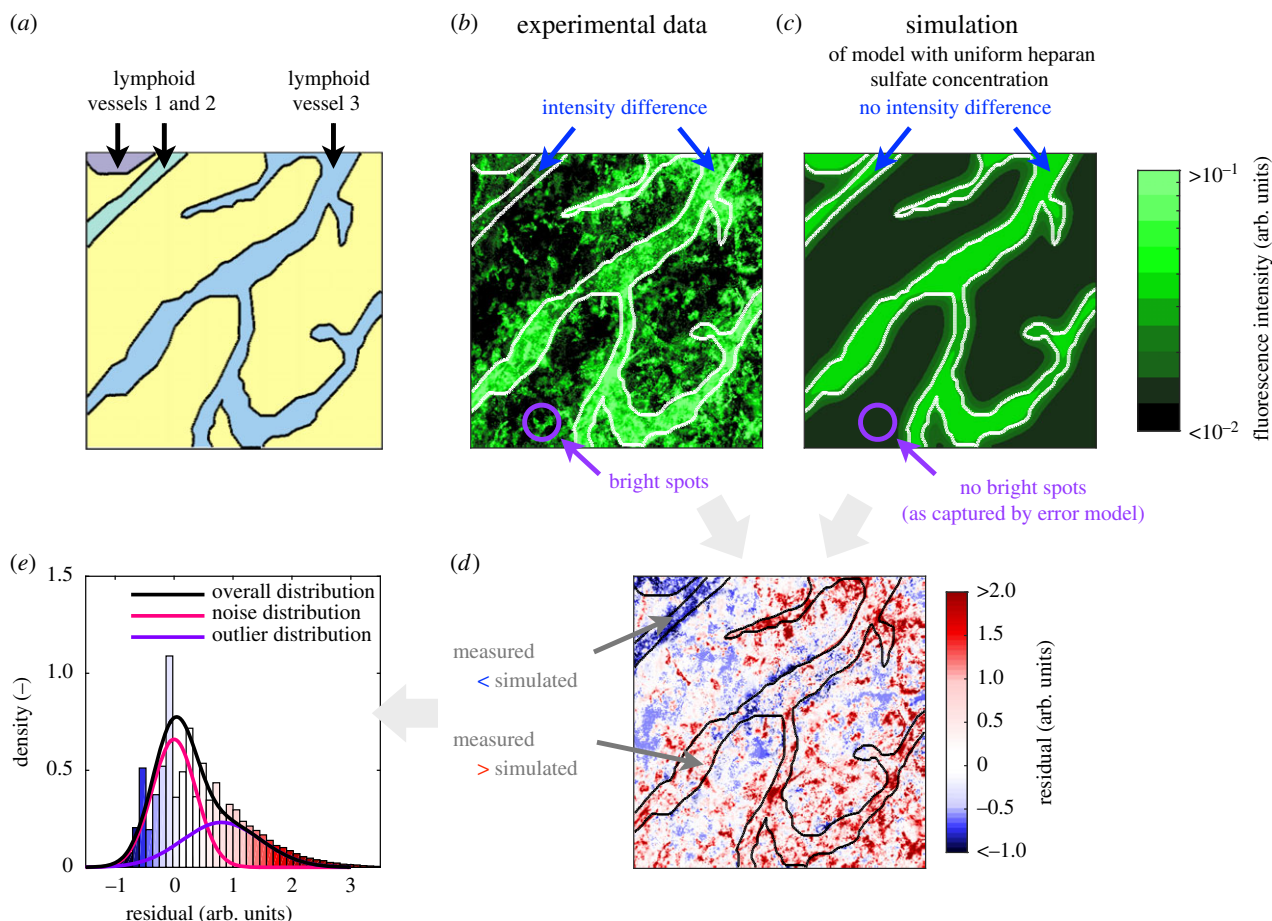 (a)
lymphoid
vessels 1 and 2
lymphoid
vessel 3
(b)
experimental data
intensity difference
bright spots
(c)
simulation
of model with uniform heparan
sulfate concentration
no intensity difference
no bright spots
(as captured by error model)
>10⁻¹
<10⁻²
fluorescence intensity (arb. units)
(e)
1.5
1.0
0.5
0
density (–)
overall distribution
noise distribution
outlier distribution
–1
0
1
2
3
residual (arb. units)
(d)
measured
< simulated
measured
> simulated
>2.0
1.5
1.0
0.5
0
–0.5
<–1.0
residual (arb. units)